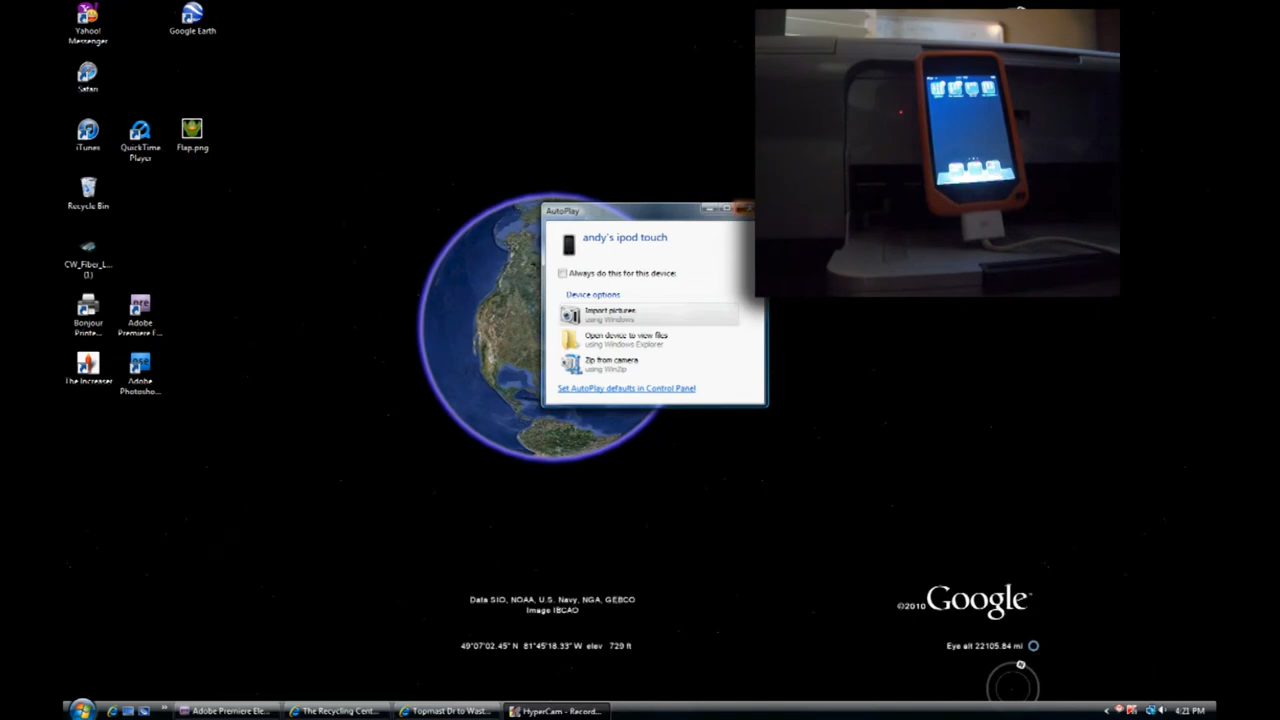 Yahoo!
Messenger
Google Earth
Safari
iTunes
QuickTime
Player
Flap.png
Recycle Bin
CW_Fiber_L...
(1)
Bonjour
Printe...
Adobe
Premiere E...
The Increaser
Adobe
Photosho...
AutoPlay
andy's ipod touch
Always do this for this device:
Device options
Import pictures
using Windows
Open device to view files
using Windows Explorer
Zip from camera
using WinZip
Set AutoPlay defaults in Control Panel
Data SIO, NOAA, U.S. Navy, NGA, GEBCO
Image IBCAO
©2010 Google
49°07'02.45" N 81°45'18.33" W elev 729 ft
Eye alt 22105.84 mi
Adobe Premiere Ele...
The Recycling Cent...
Topmast Dr to Wast...
HyperCam - Record...
4:21 PM